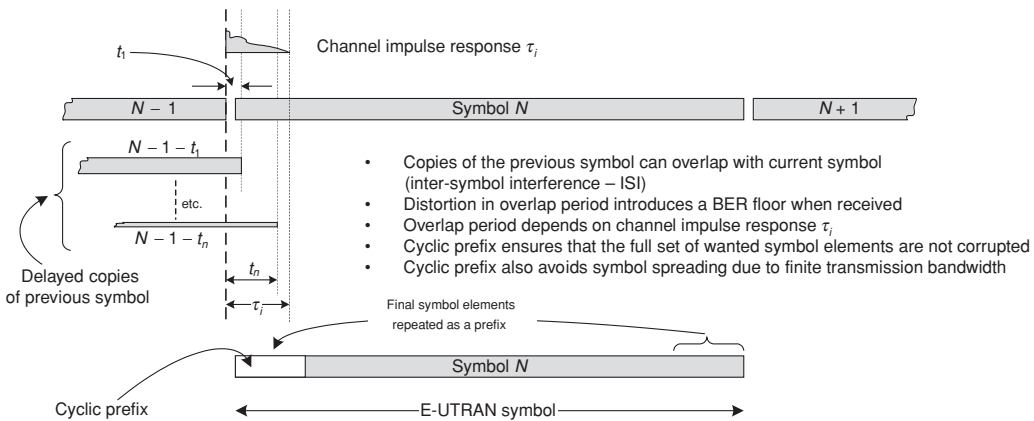 Channel impulse response τi
t1
N – 1
Symbol N
N + 1
N – 1 – t1
etc.
N – 1 – tn
Delayed copies
of previous symbol
tn
τi
• Copies of the previous symbol can overlap with current symbol
(inter-symbol interference – ISI)
• Distortion in overlap period introduces a BER floor when received
• Overlap period depends on channel impulse response τi
• Cyclic prefix ensures that the full set of wanted symbol elements are not corrupted
• Cyclic prefix also avoids symbol spreading due to finite transmission bandwidth
Final symbol elements
repeated as a prefix
Symbol N
Cyclic prefix
E-UTRAN symbol